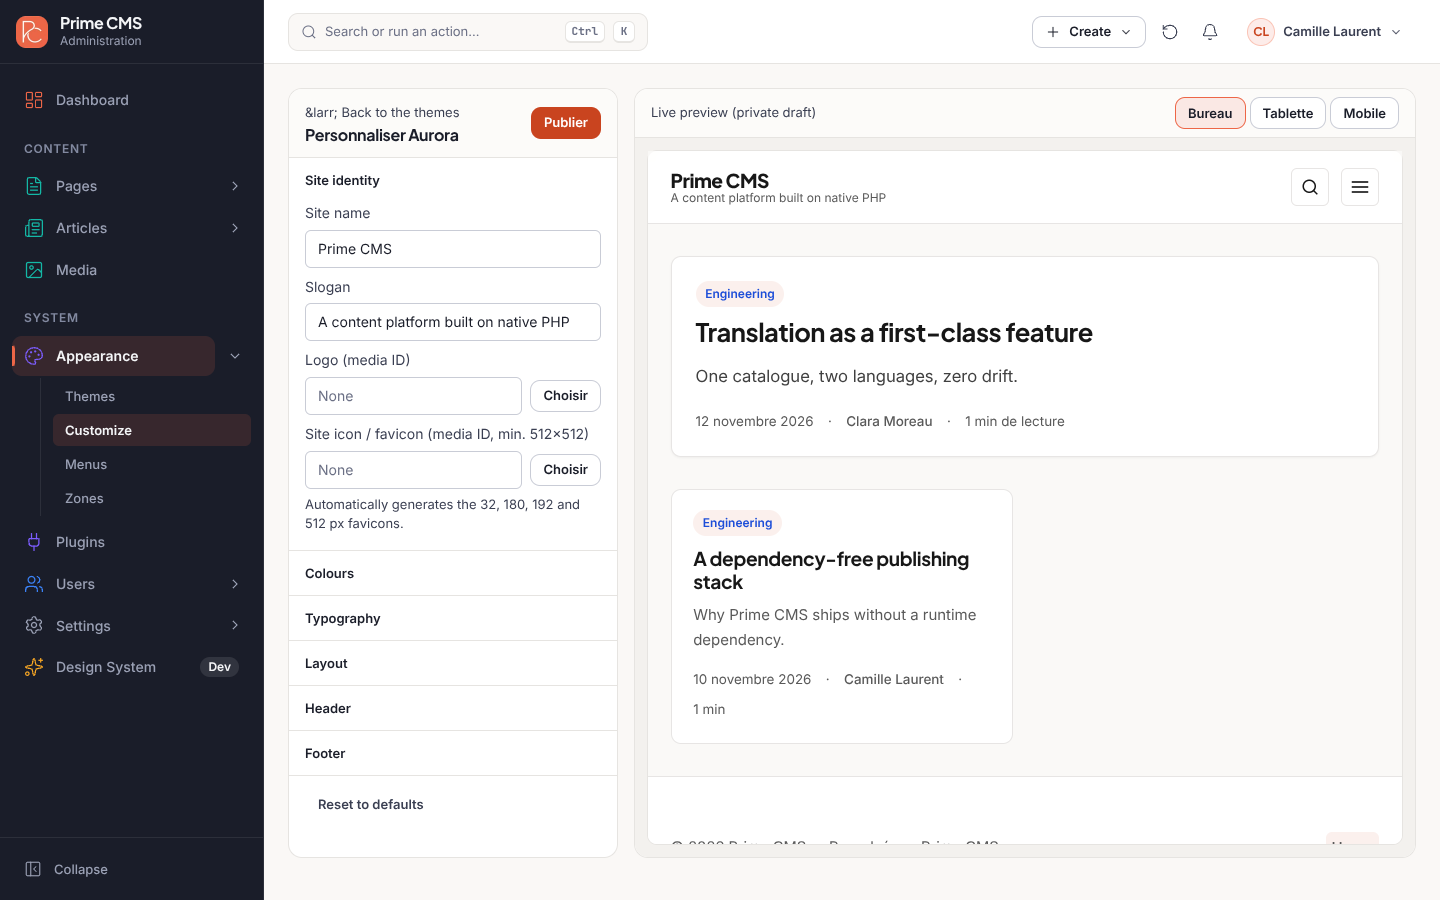 Prime CMS
Administration
Dashboard
CONTENT
Pages
Articles
Media
SYSTEM
Appearance
Themes
Customize
Menus
Zones
Plugins
Users
Settings
Design System Dev
Collapse
Search or run an action... Ctrl K
Create
CL Camille Laurent
&larr; Back to the themes
Personnaliser Aurora
Publier
Site identity
Site name
Prime CMS
Slogan
A content platform built on native PHP
Logo (media ID)
None Choisir
Site icon / favicon (media ID, min. 512×512)
None Choisir
Automatically generates the 32, 180, 192 and
512 px favicons.
Colours
Typography
Layout
Header
Footer
Reset to defaults
Live preview (private draft)
Bureau Tablette Mobile
Prime CMS
A content platform built on native PHP
Engineering
Translation as a first-class feature
One catalogue, two languages, zero drift.
12 novembre 2026 · Clara Moreau · 1 min de lecture
Engineering
A dependency-free publishing
stack
Why Prime CMS ships without a runtime
dependency.
10 novembre 2026 · Camille Laurent ·
1 min